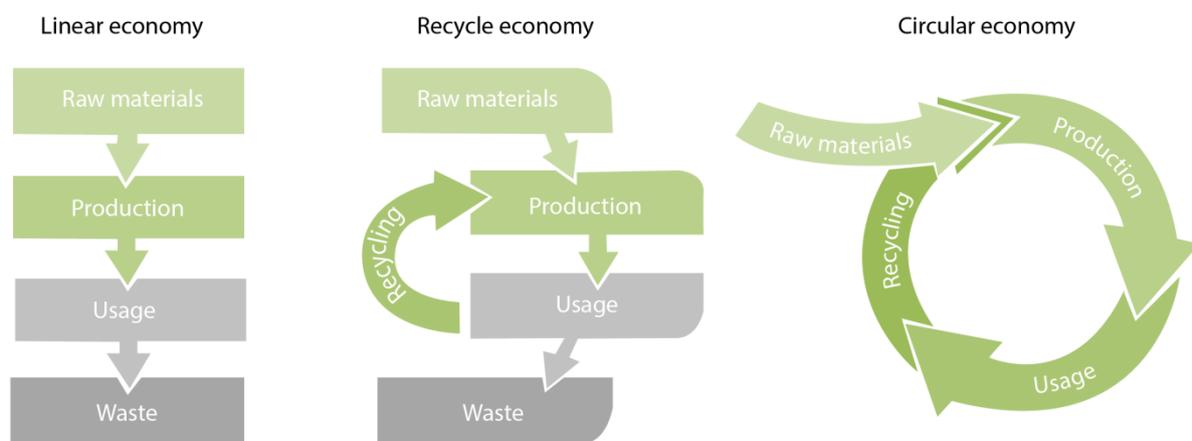 Linear economy
Raw materials
Production
Usage
Waste
Recycle economy
Raw materials
Production
Recycling
Usage
Waste
Circular economy
Raw materials
Production
Usage
Recycling